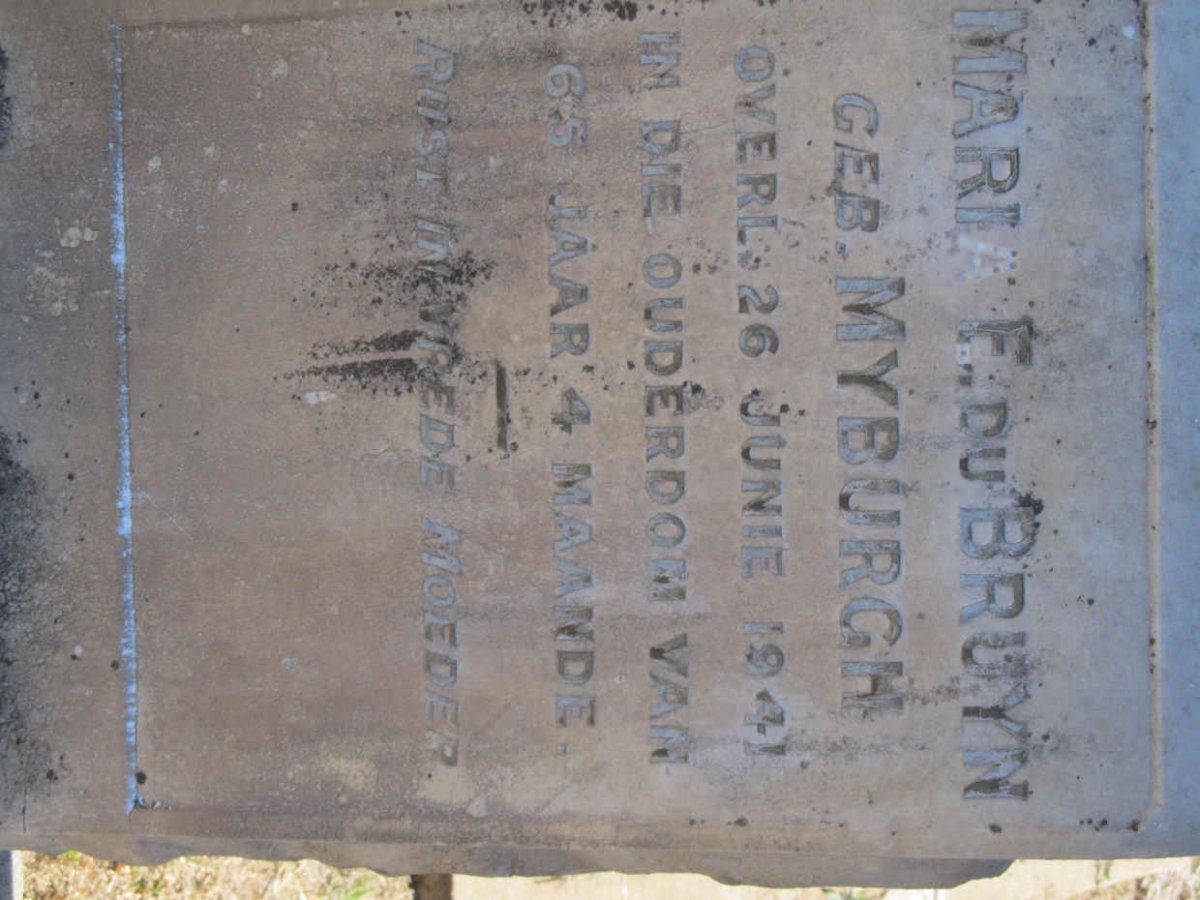 MARIA E. DU BRUYN
GEB. MYBURGH
OVERL. 26 JUNIE 1941
IN DIE OUDERDOM VAN
65 JAAR 4 MAANDE.
RUST IN VREDE MOEDER